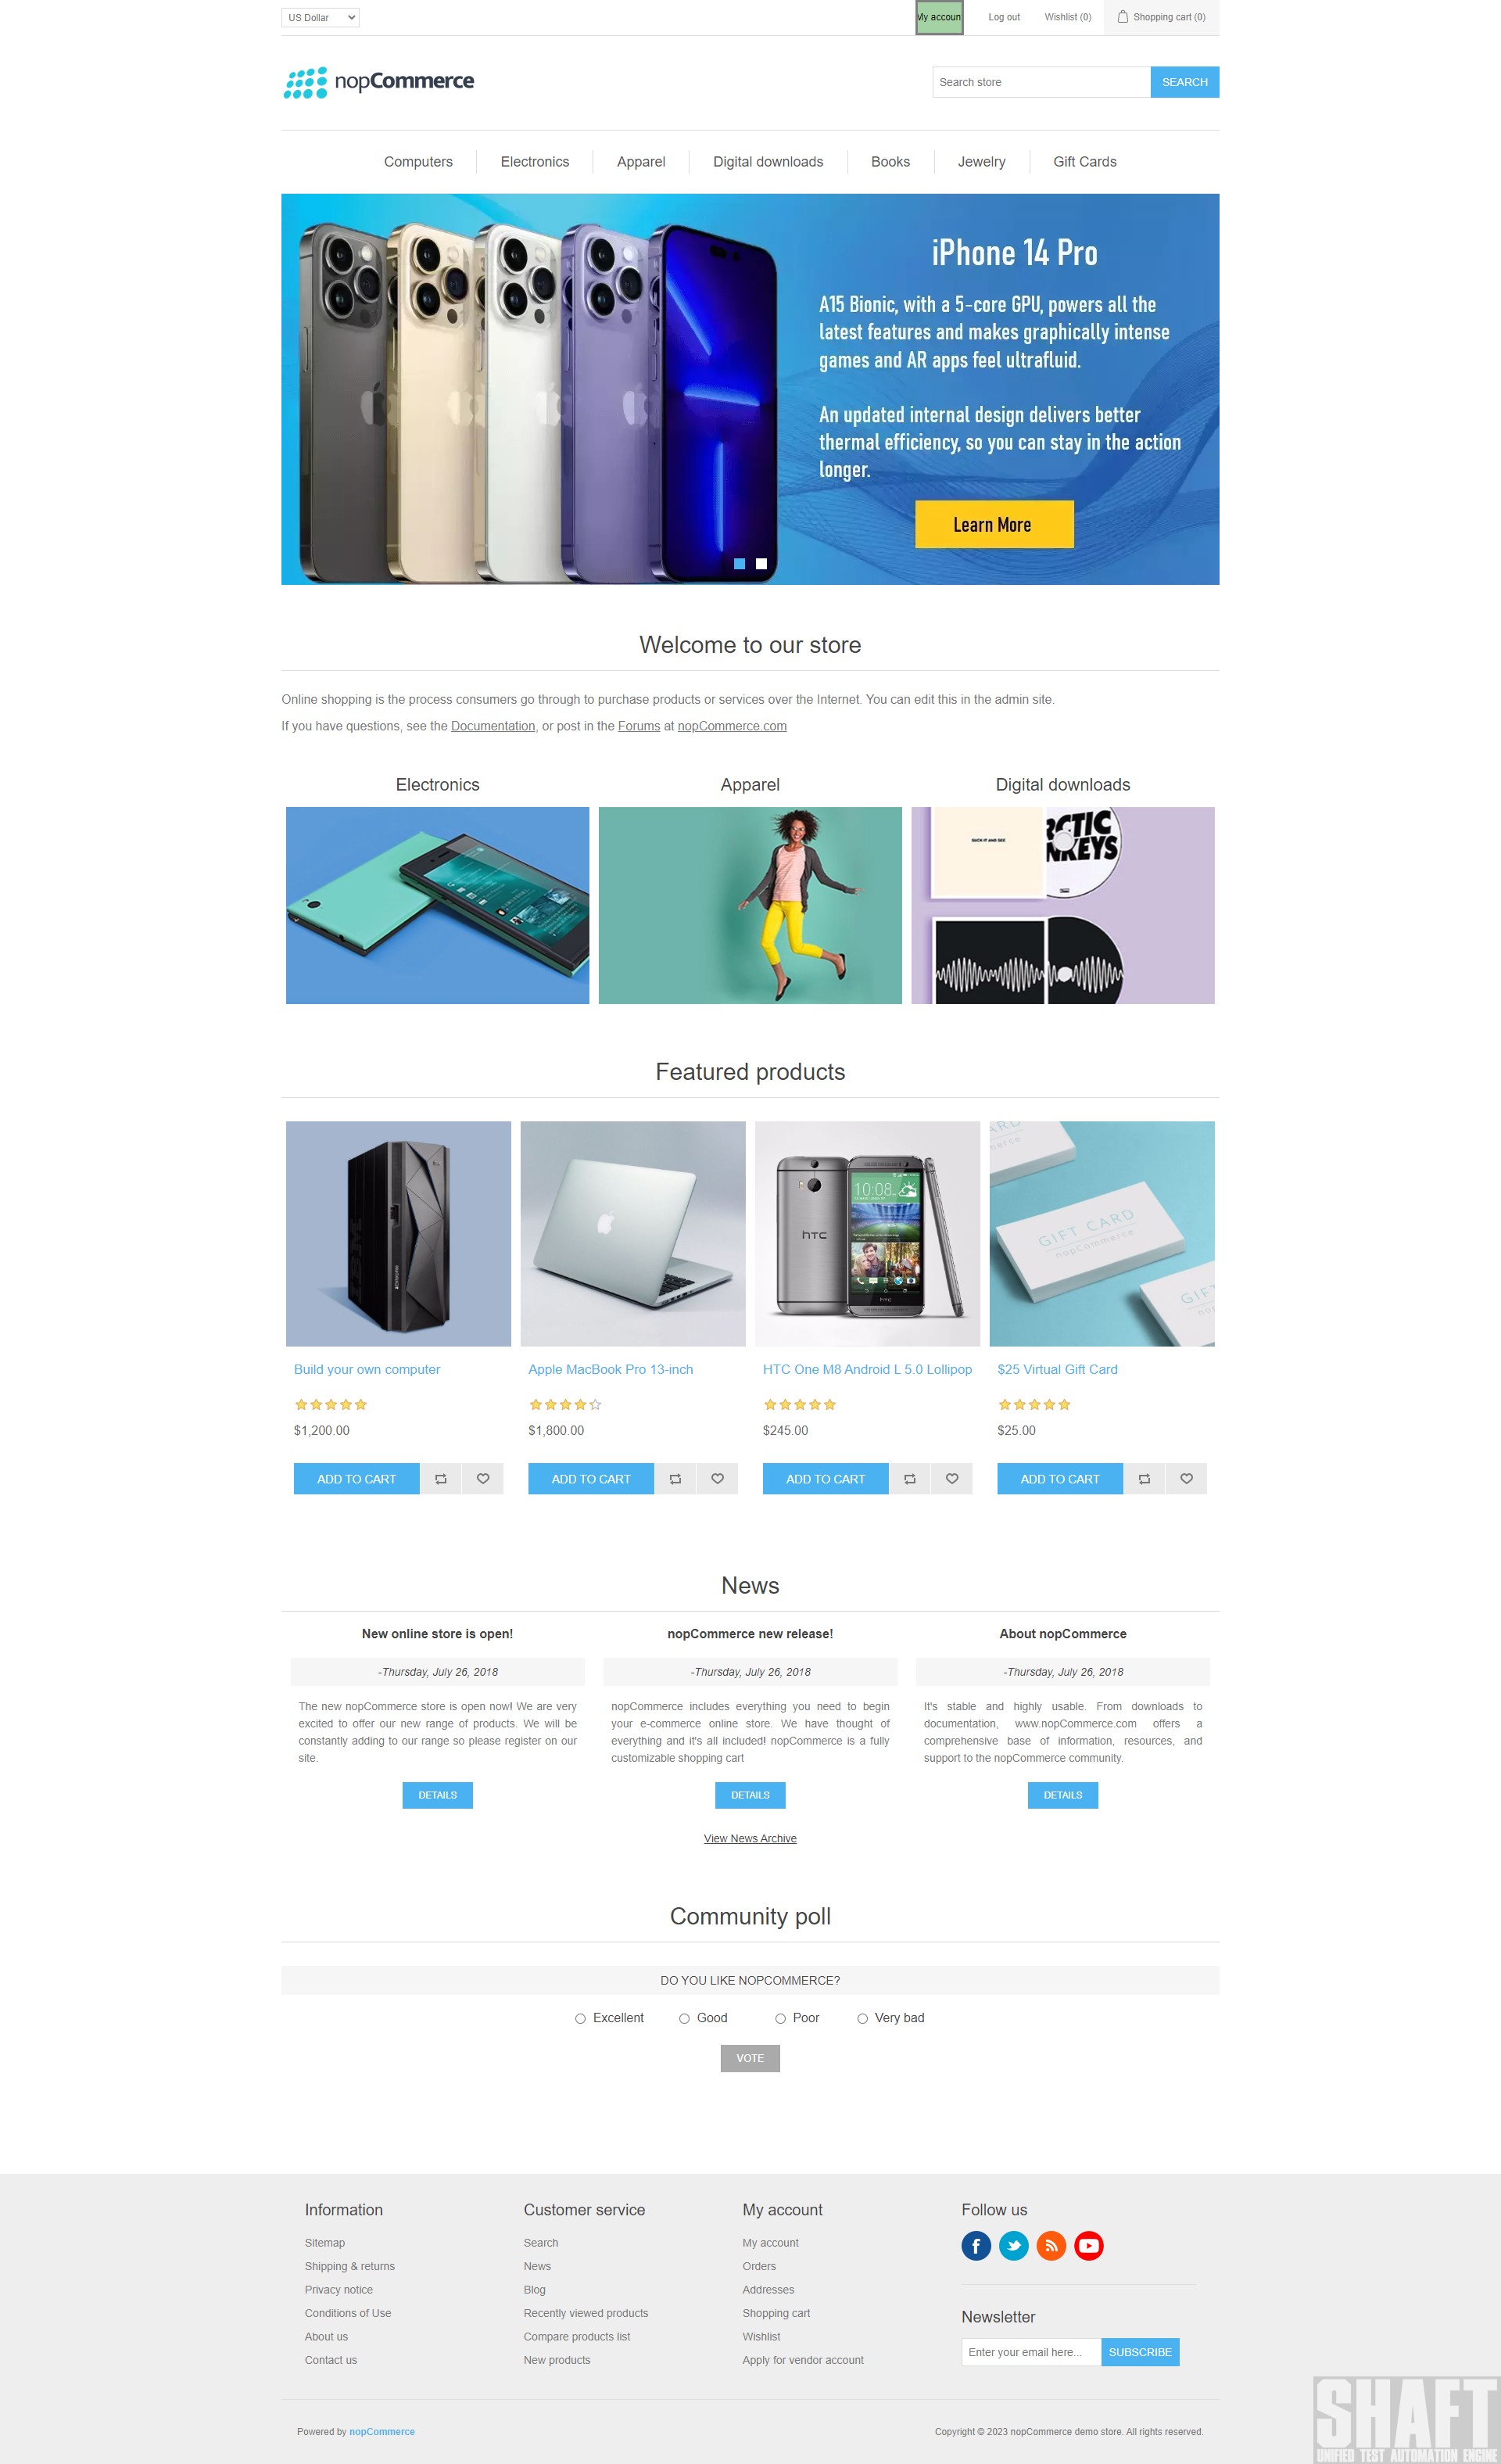 US Dollar
My accoun
Log out
Wishlist (0)
Shopping cart (0)
nopCommerce
Search store
SEARCH
Computers
Electronics
Apparel
Digital downloads
Books
Jewelry
Gift Cards
iPhone 14 Pro
A15 Bionic, with a 5-core GPU, powers all the
latest features and makes graphically intense
games and AR apps feel ultrafluid.
An updated internal design delivers better
thermal efficiency, so you can stay in the action
longer.
Learn More
Welcome to our store
Online shopping is the process consumers go through to purchase products or services over the Internet. You can edit this in the admin site.
If you have questions, see the Documentation, or post in the Forums at nopCommerce.com
Electronics
Apparel
Digital downloads
SUCK IT AND SEE
RCTIC
NKEYS
Featured products
IBM
10:08
hTC
hTC
CARD
nopCommerce
GIFT CARD
nopCommerce
GIFT
Build your own computer
Apple MacBook Pro 13-inch
HTC One M8 Android L 5.0 Lollipop
$25 Virtual Gift Card
$1,200.00
$1,800.00
$245.00
$25.00
ADD TO CART
ADD TO CART
ADD TO CART
ADD TO CART
News
New online store is open!
-Thursday, July 26, 2018
The new nopCommerce store is open now! We are very
excited to offer our new range of products. We will be
constantly adding to our range so please register on our
site.
DETAILS
nopCommerce new release!
-Thursday, July 26, 2018
nopCommerce includes everything you need to begin
your e-commerce online store. We have thought of
everything and it's all included! nopCommerce is a fully
customizable shopping cart
DETAILS
About nopCommerce
-Thursday, July 26, 2018
It's stable and highly usable. From downloads to
documentation, www.nopCommerce.com offers a
comprehensive base of information, resources, and
support to the nopCommerce community.
DETAILS
View News Archive
Community poll
DO YOU LIKE NOPCOMMERCE?
Excellent
Good
Poor
Very bad
VOTE
Information
Sitemap
Shipping & returns
Privacy notice
Conditions of Use
About us
Contact us
Customer service
Search
News
Blog
Recently viewed products
Compare products list
New products
My account
My account
Orders
Addresses
Shopping cart
Wishlist
Apply for vendor account
Follow us
Newsletter
Enter your email here...
SUBSCRIBE
Powered by nopCommerce
Copyright © 2023 nopCommerce demo store. All rights reserved.
SHAFT
UNIFIED TEST AUTOMATION ENGINE